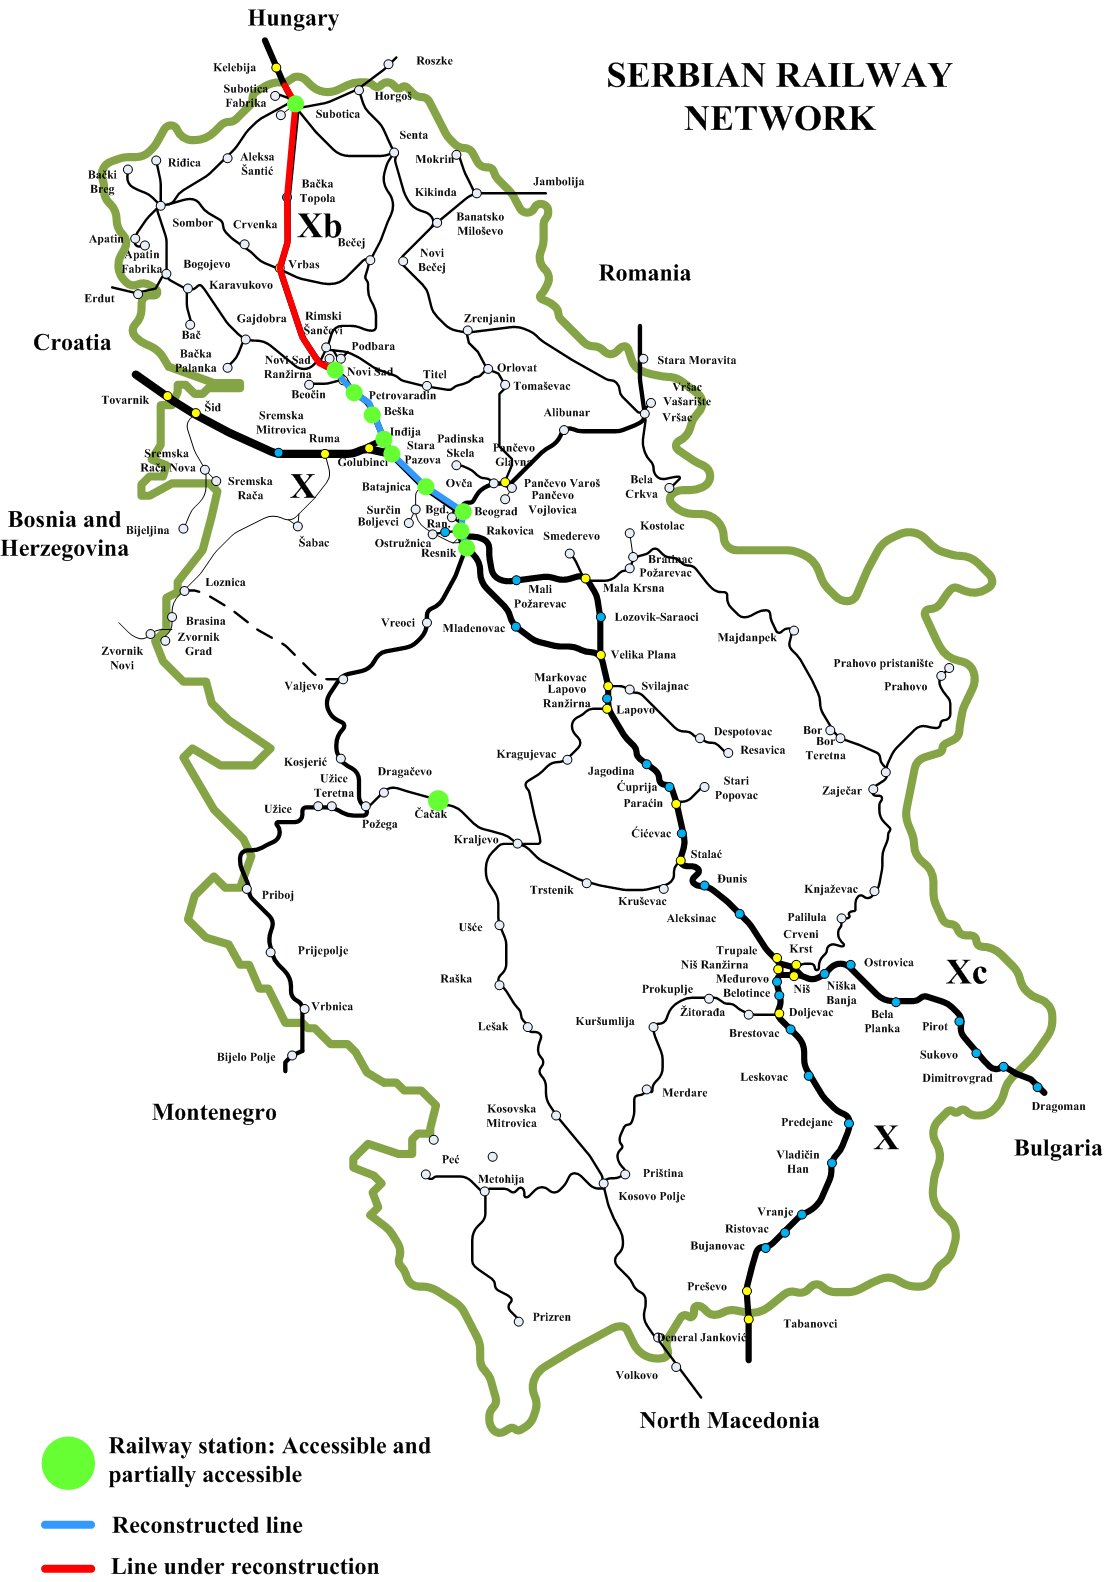 Hungary
SERBIAN RAILWAY
NETWORK
Kelebija
Roszke
Subotica
Fabrika
Horgoš
Subotica
Senta
Mokrin
Aleksa
Šantić
Riđica
Bački
Breg
Bačka
Topola
Kikinda
Jambolija
Xb
Sombor
Crvenka
Banatsko
Miloševo
Apatin
Apatin
Fabrika
Bečej
Novi
Bečej
Vrbas
Bogojevo
Romania
Karavukovo
Erdut
Gajdobra
Rimski
Šančevi
Zrenjanin
Croatia
Bač
Podbara
Bačka
Palanka
Novi Sad
Ranžirna
Novi Sad
Stara Moravita
Titel
Orlovat
Tomaševac
Vršac
Vašarište
Vršac
Beočin
Petrovaradin
Tovarnik
Šid
Beška
Alibunar
Sremska
Mitrovica
Ruma
Inđija
Stara
Pazova
Golubinci
Padinska
Skela
Pančevo
Glavna
Sremska
Rača Nova
Sremska
Rača
X
Batajnica
Ovča
Pančevo Varoš
Pančevo
Vojlovica
Bela
Crkva
Bosnia and
Herzegovina
Bijeljina
Šabac
Surčin
Boljevci
Bgd.
Ran.
Beograd
Ostružnica
Rakovica
Resnik
Smederevo
Kostolac
Bratinac
Požarevac
Loznica
Mali
Požarevac
Mala Krsna
Brasina
Zvornik
Grad
Zvornik
Novi
Vreoci
Mladenovac
Lozovik-Saraoci
Majdanpek
Velika Plana
Prahovo pristanište
Prahovo
Valjevo
Markovac
Lapovo
Ranžirna
Svilajnac
Lapovo
Despotovac
Resavica
Bor
Bor
Teretna
Kragujevac
Kosjerić
Užice
Teretna
Dragačevo
Jagodina
Ćuprija
Paraćin
Stari
Popovac
Zaječar
Užice
Požega
Čačak
Kraljevo
Ćićevac
Stalać
Đunis
Trstenik
Kruševac
Priboj
Aleksinac
Knjaževac
Palilula
Crveni
Krst
Ušće
Prijepolje
Trupale
Niš Ranžirna
Međurovo
Belotince
Niš
Niška
Banja
Ostrovica
Xc
Raška
Prokuplje
Žitorađa
Doljevac
Bela
Planka
Vrbnica
Lešak
Kuršumlija
Brestovac
Pirot
Bijelo Polje
Sukovo
Leskovac
Dimitrovgrad
Merdare
Dragoman
Montenegro
Kosovska
Mitrovica
Predejane
X
Bulgaria
Peć
Metohija
Priština
Kosovo Polje
Vladičin
Han
Vranje
Ristovac
Bujanovac
Preševo
Prizren
Tabanovci
Đeneral Janković
Volkovo
North Macedonia
Railway station: Accessible and
partially accessible
Reconstructed line
Line under reconstruction